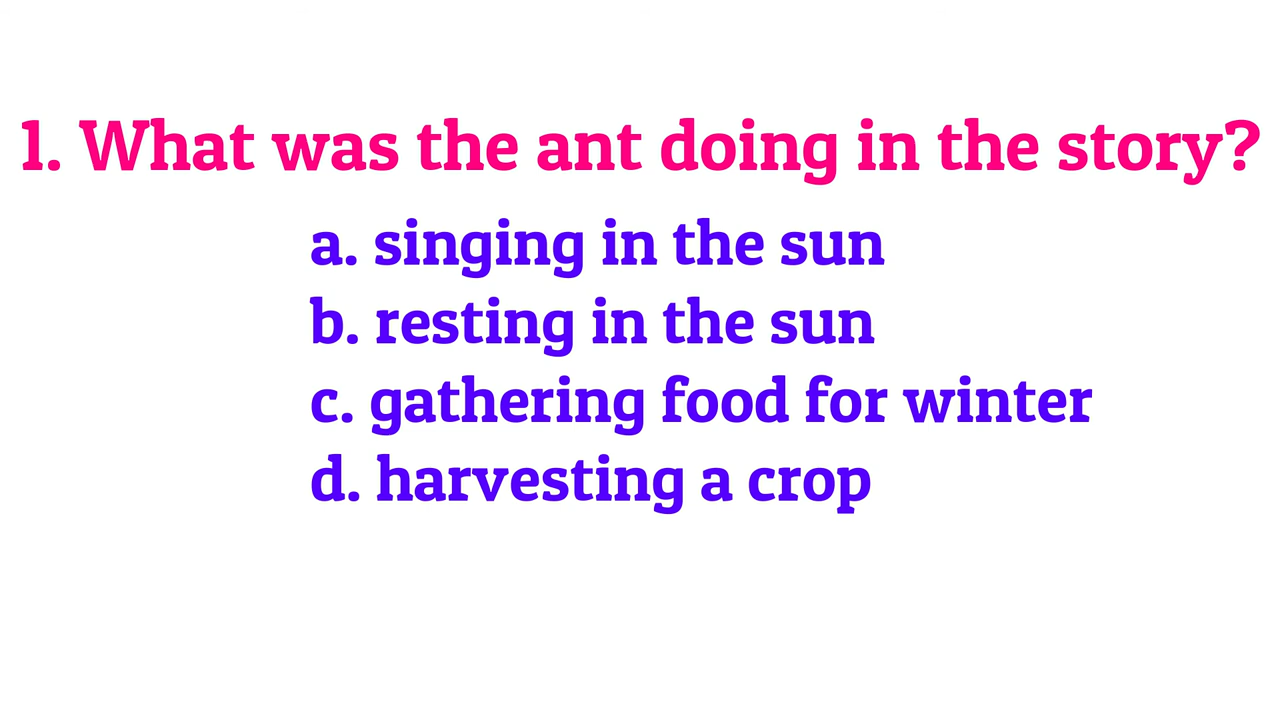 1. What was the ant doing in the story?
a. singing in the sun
b. resting in the sun
c. gathering food for winter
d. harvesting a crop